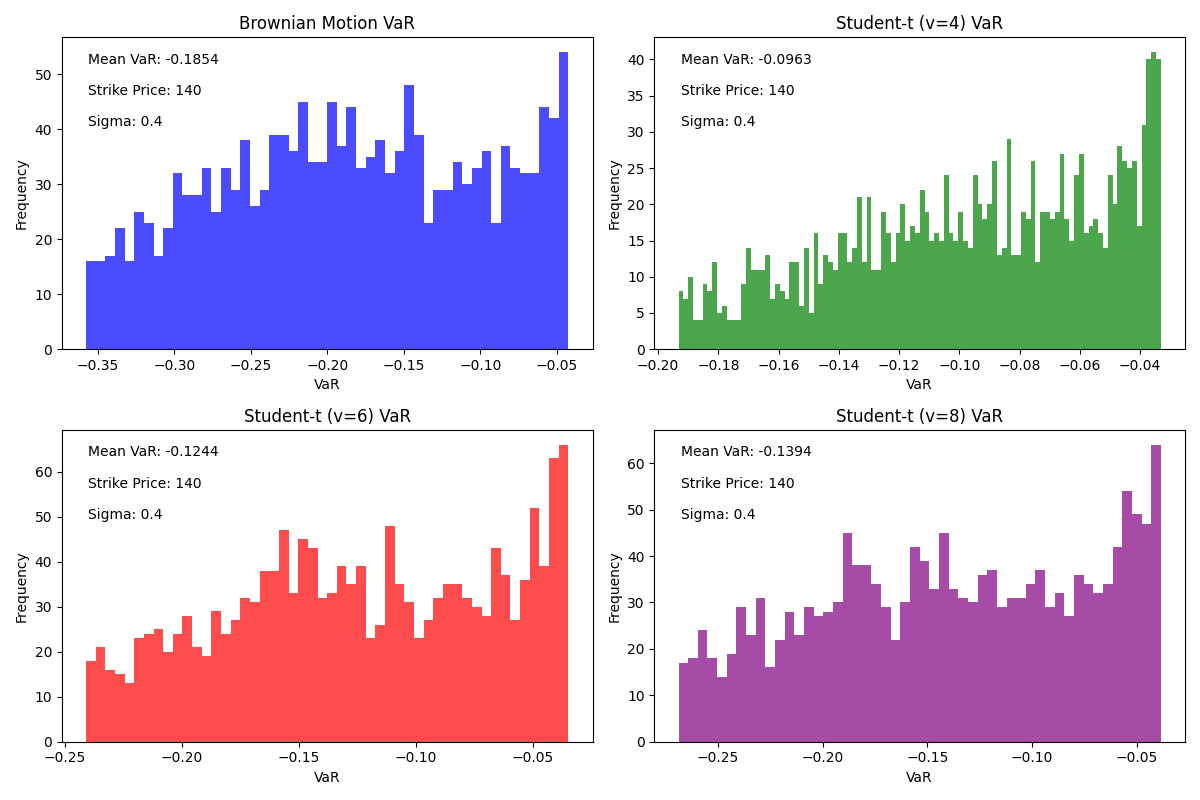 Brownian Motion VaR
Mean VaR: -0.1854
Strike Price: 140
Sigma: 0.4
Frequency
50
40
30
20
10
0
−0.35 −0.30 −0.25 −0.20 −0.15 −0.10 −0.05
VaR
Student-t (v=4) VaR
Mean VaR: -0.0963
Strike Price: 140
Sigma: 0.4
Frequency
40
35
30
25
20
15
10
5
0
−0.20 −0.18 −0.16 −0.14 −0.12 −0.10 −0.08 −0.06 −0.04
VaR
Student-t (v=6) VaR
Mean VaR: -0.1244
Strike Price: 140
Sigma: 0.4
Frequency
60
50
40
30
20
10
0
−0.25 −0.20 −0.15 −0.10 −0.05
VaR
Student-t (v=8) VaR
Mean VaR: -0.1394
Strike Price: 140
Sigma: 0.4
Frequency
60
50
40
30
20
10
0
−0.25 −0.20 −0.15 −0.10 −0.05
VaR